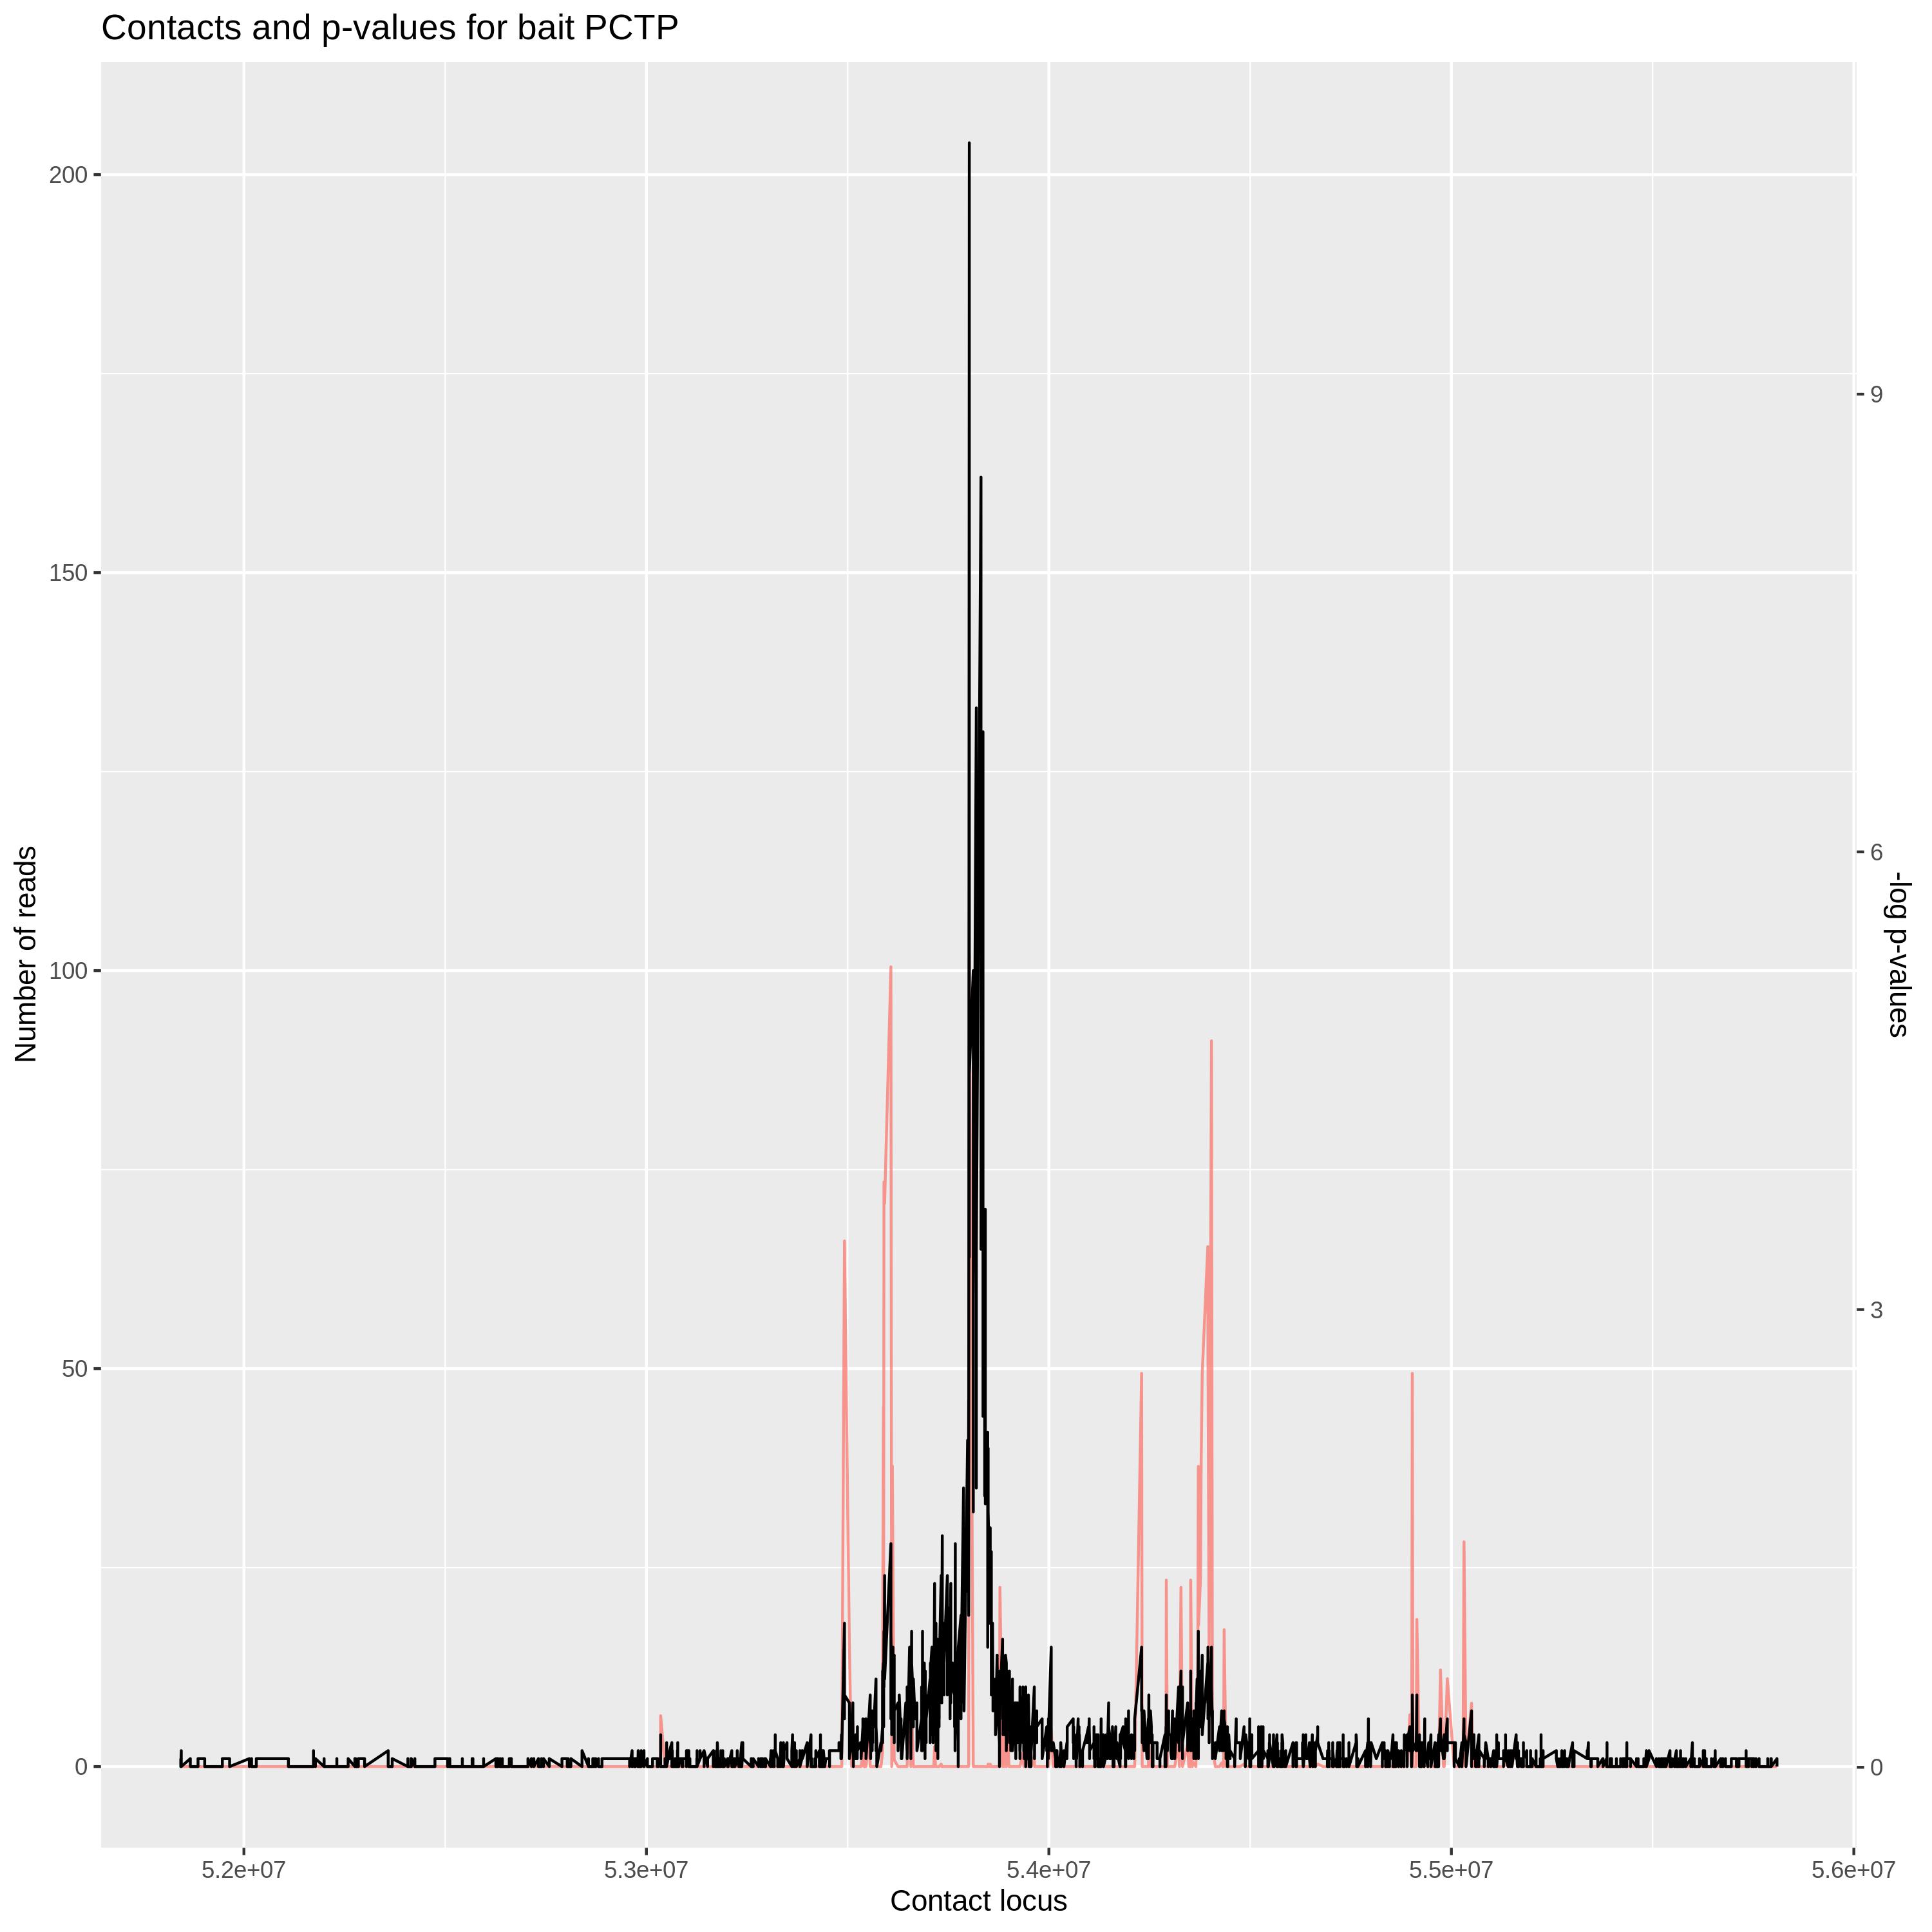 Contacts and p-values for bait PCTP
200
150
100
50
0
9
6
3
0
Number of reads
-log p-values
5.2e+07
5.3e+07
5.4e+07
5.5e+07
5.6e+07
Contact locus